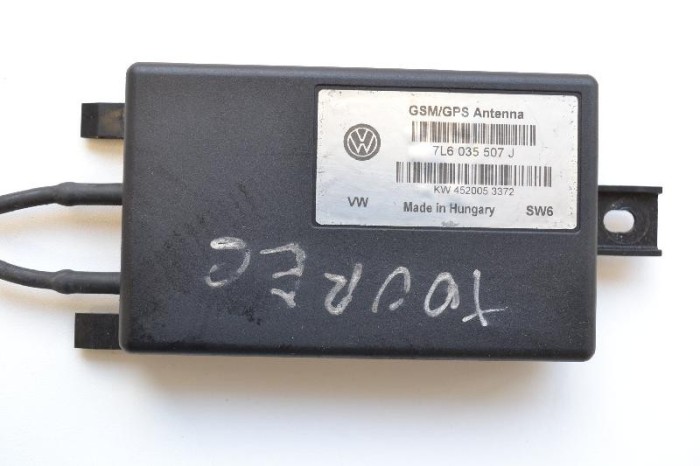 GSM/GPS Antenna
7L6 035 507 J
KW 452005 3372
VW Made in Hungary SW6
TOUREG